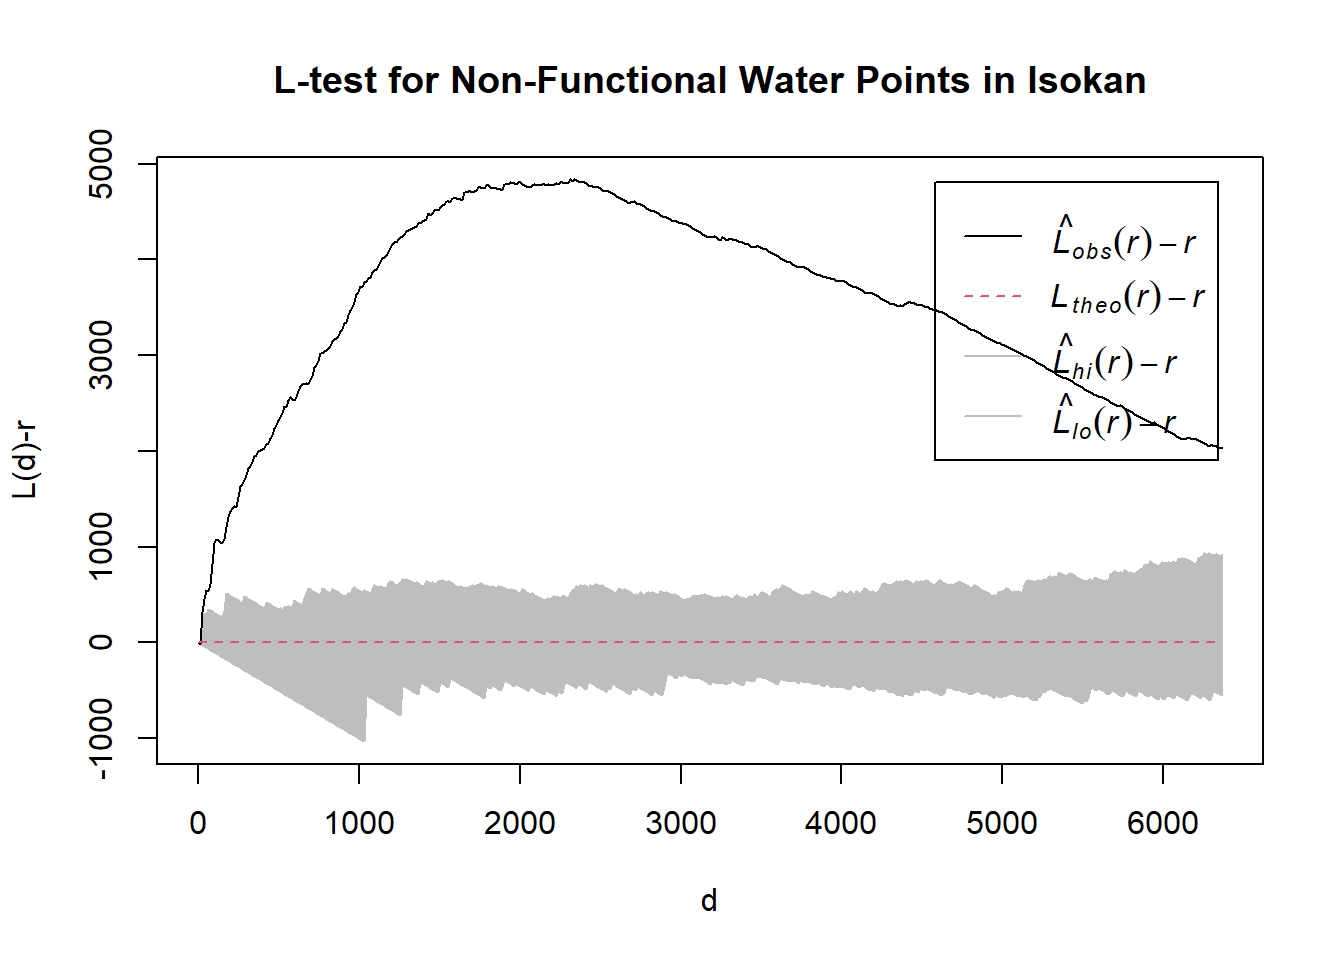 L-test for Non-Functional Water Points in Isokan
L(d)-r
5000
3000
1000
0
-1000
L̂obs(r) – r
Ltheo(r) – r
L̂hi(r) – r
L̂lo(r) – r
0 1000 2000 3000 4000 5000 6000
d